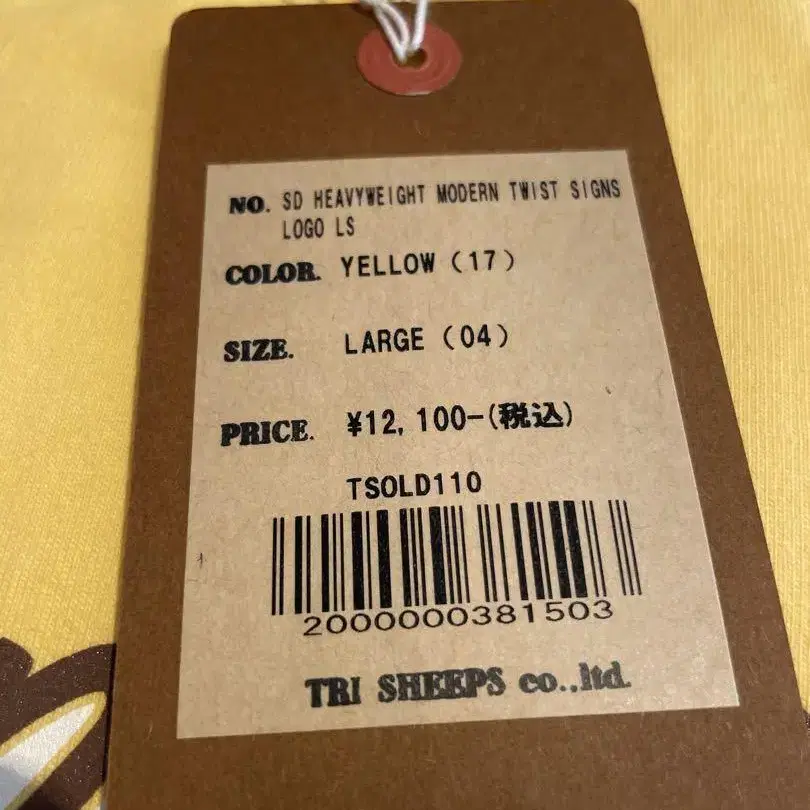 NO. SD HEAVYWEIGHT MODERN TWIST SIGNS
LOGO LS
COLOR. YELLOW (17)
SIZE. LARGE (04)
PRICE. ¥12,100-(税込)
TSOLD110
2000000381503
TRI SHEEPS co.,ltd.